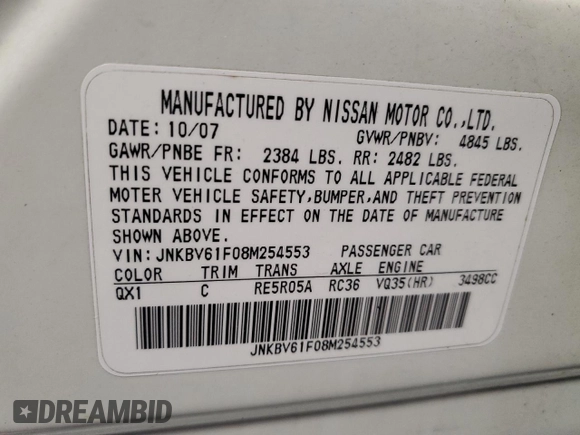 MANUFACTURED BY NISSAN MOTOR CO.,LTD.
DATE: 10/07 GVWR/PNBV: 4845 LBS.
GAWR/PNBE FR: 2384 LBS. RR: 2482 LBS.
THIS VEHICLE CONFORMS TO ALL APPLICABLE FEDERAL
MOTER VEHICLE SAFETY,BUMPER,AND THEFT PREVENTION
STANDARDS IN EFFECT ON THE DATE OF MANUFACTURE
SHOWN ABOVE.
VIN: JNKBV61F08M254553 PASSENGER CAR
COLOR TRIM TRANS AXLE ENGINE
QX1 C RE5R05A RC36 VQ35(HR) 3498CC
JNKBV61F08M254553
DREAMBID